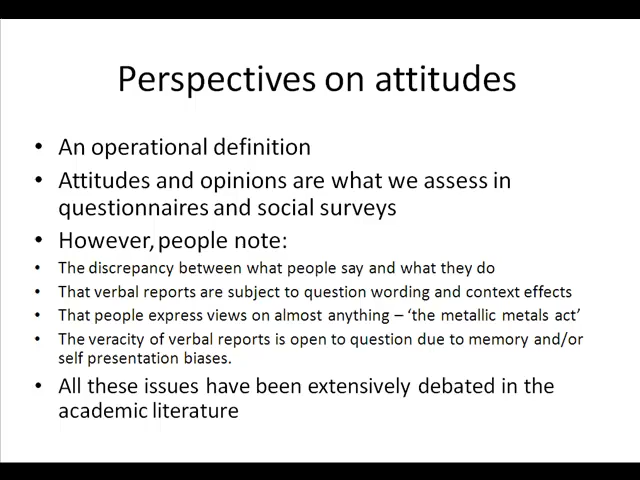 Perspectives on attitudes
• An operational definition
• Attitudes and opinions are what we assess in
questionnaires and social surveys
• However, people note:
• The discrepancy between what people say and what they do
• That verbal reports are subject to question wording and context effects
• That people express views on almost anything – ‘the metallic metals act’
• The veracity of verbal reports is open to question due to memory and/or
self presentation biases.
• All these issues have been extensively debated in the
academic literature